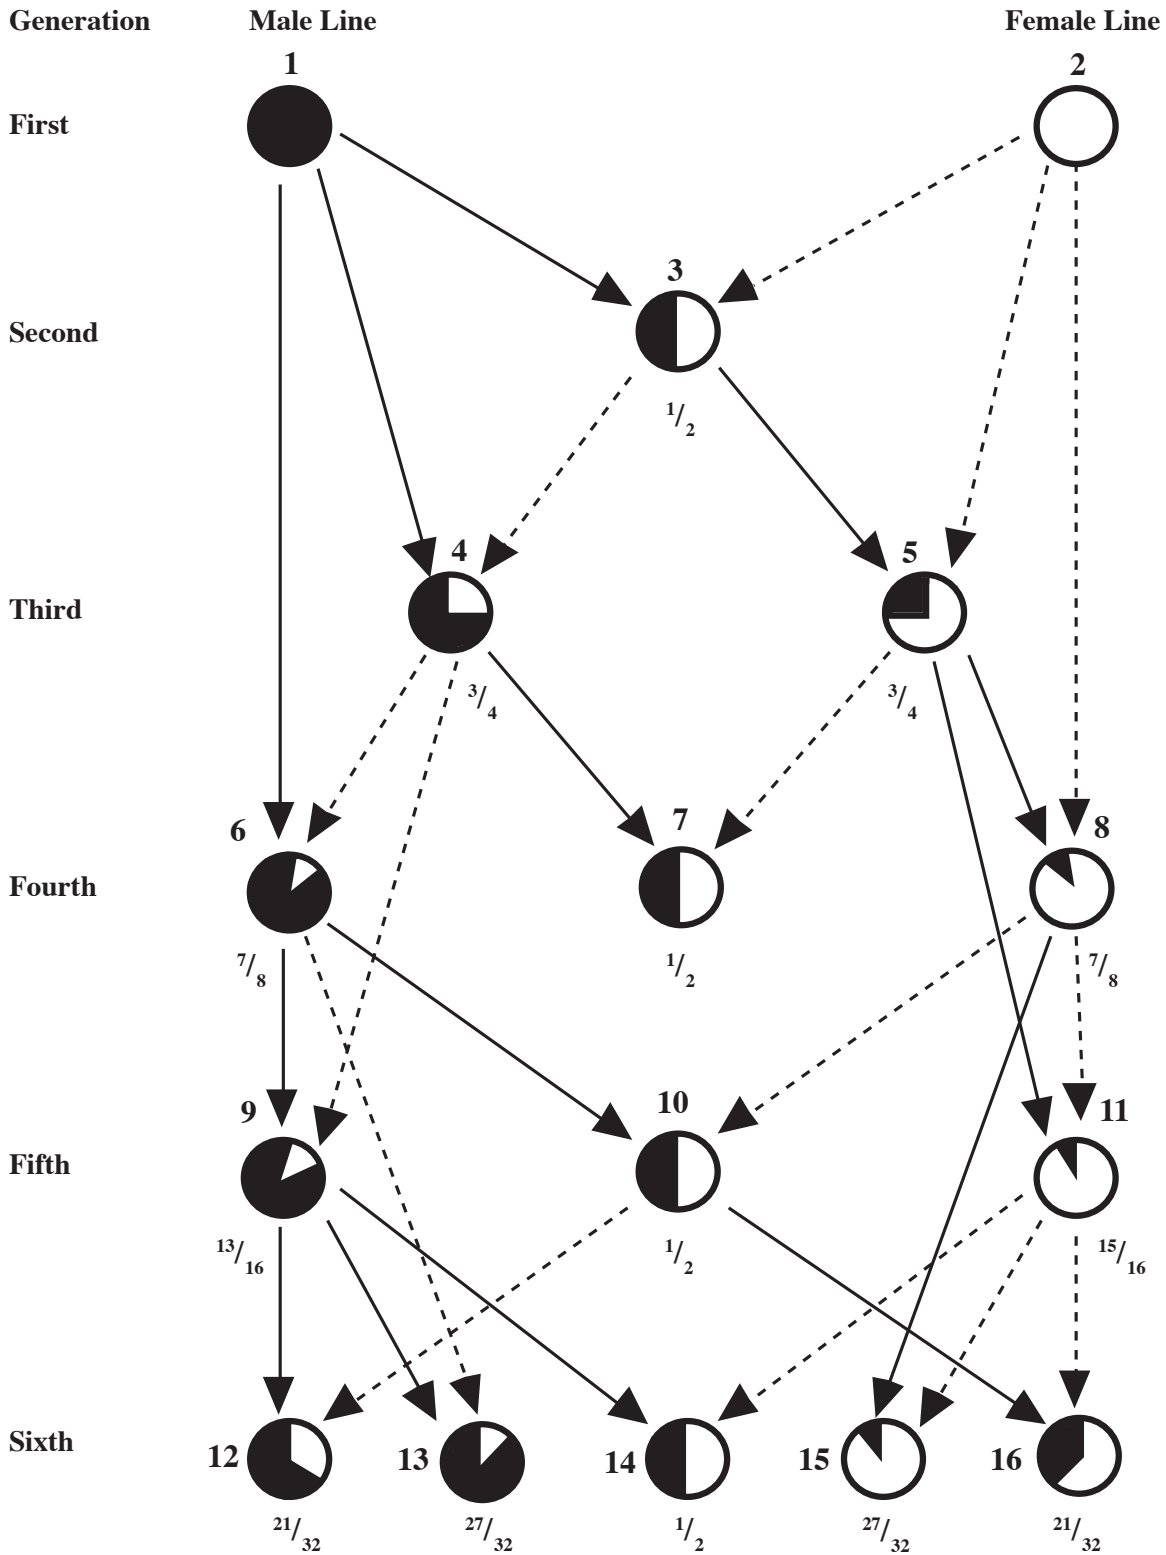 Generation Male Line Female Line
1 2
First
3
Second
1/2
4 5
Third
3/4 3/4
6 7 8
Fourth
7/8 1/2 7/8
9 10 11
Fifth
13/16 1/2 15/16
Sixth 12 13 14 15 16
21/32 27/32 1/2 27/32 21/32